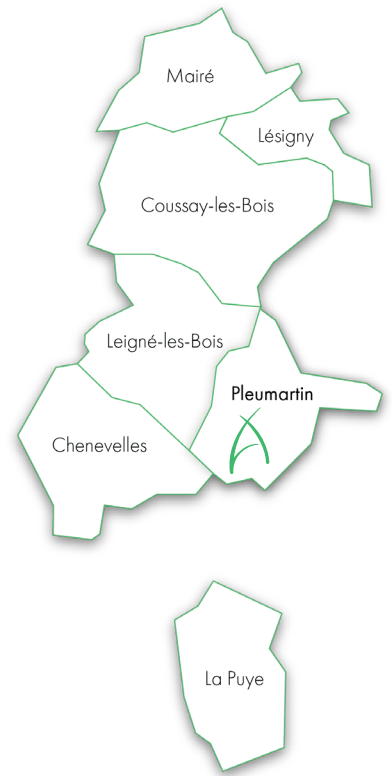 Mairé
Lésigny
Coussay-les-Bois
Leigné-les-Bois
Pleumartin
Chenevelles
La Puye